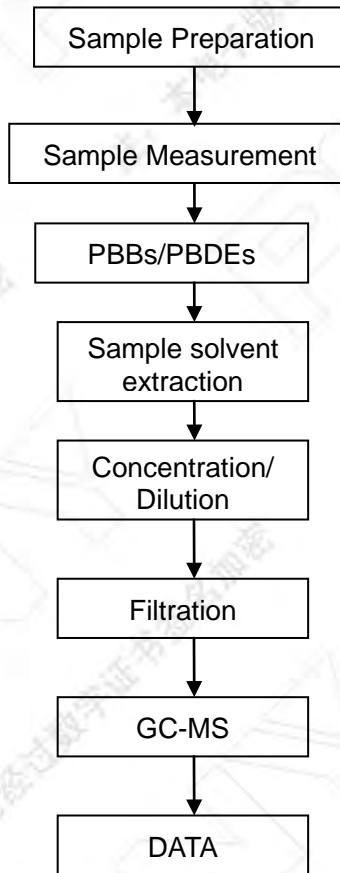 Sample Preparation
Sample Measurement
PBBs/PBDEs
Sample solvent
extraction
Concentration/
Dilution
Filtration
GC-MS
DATA